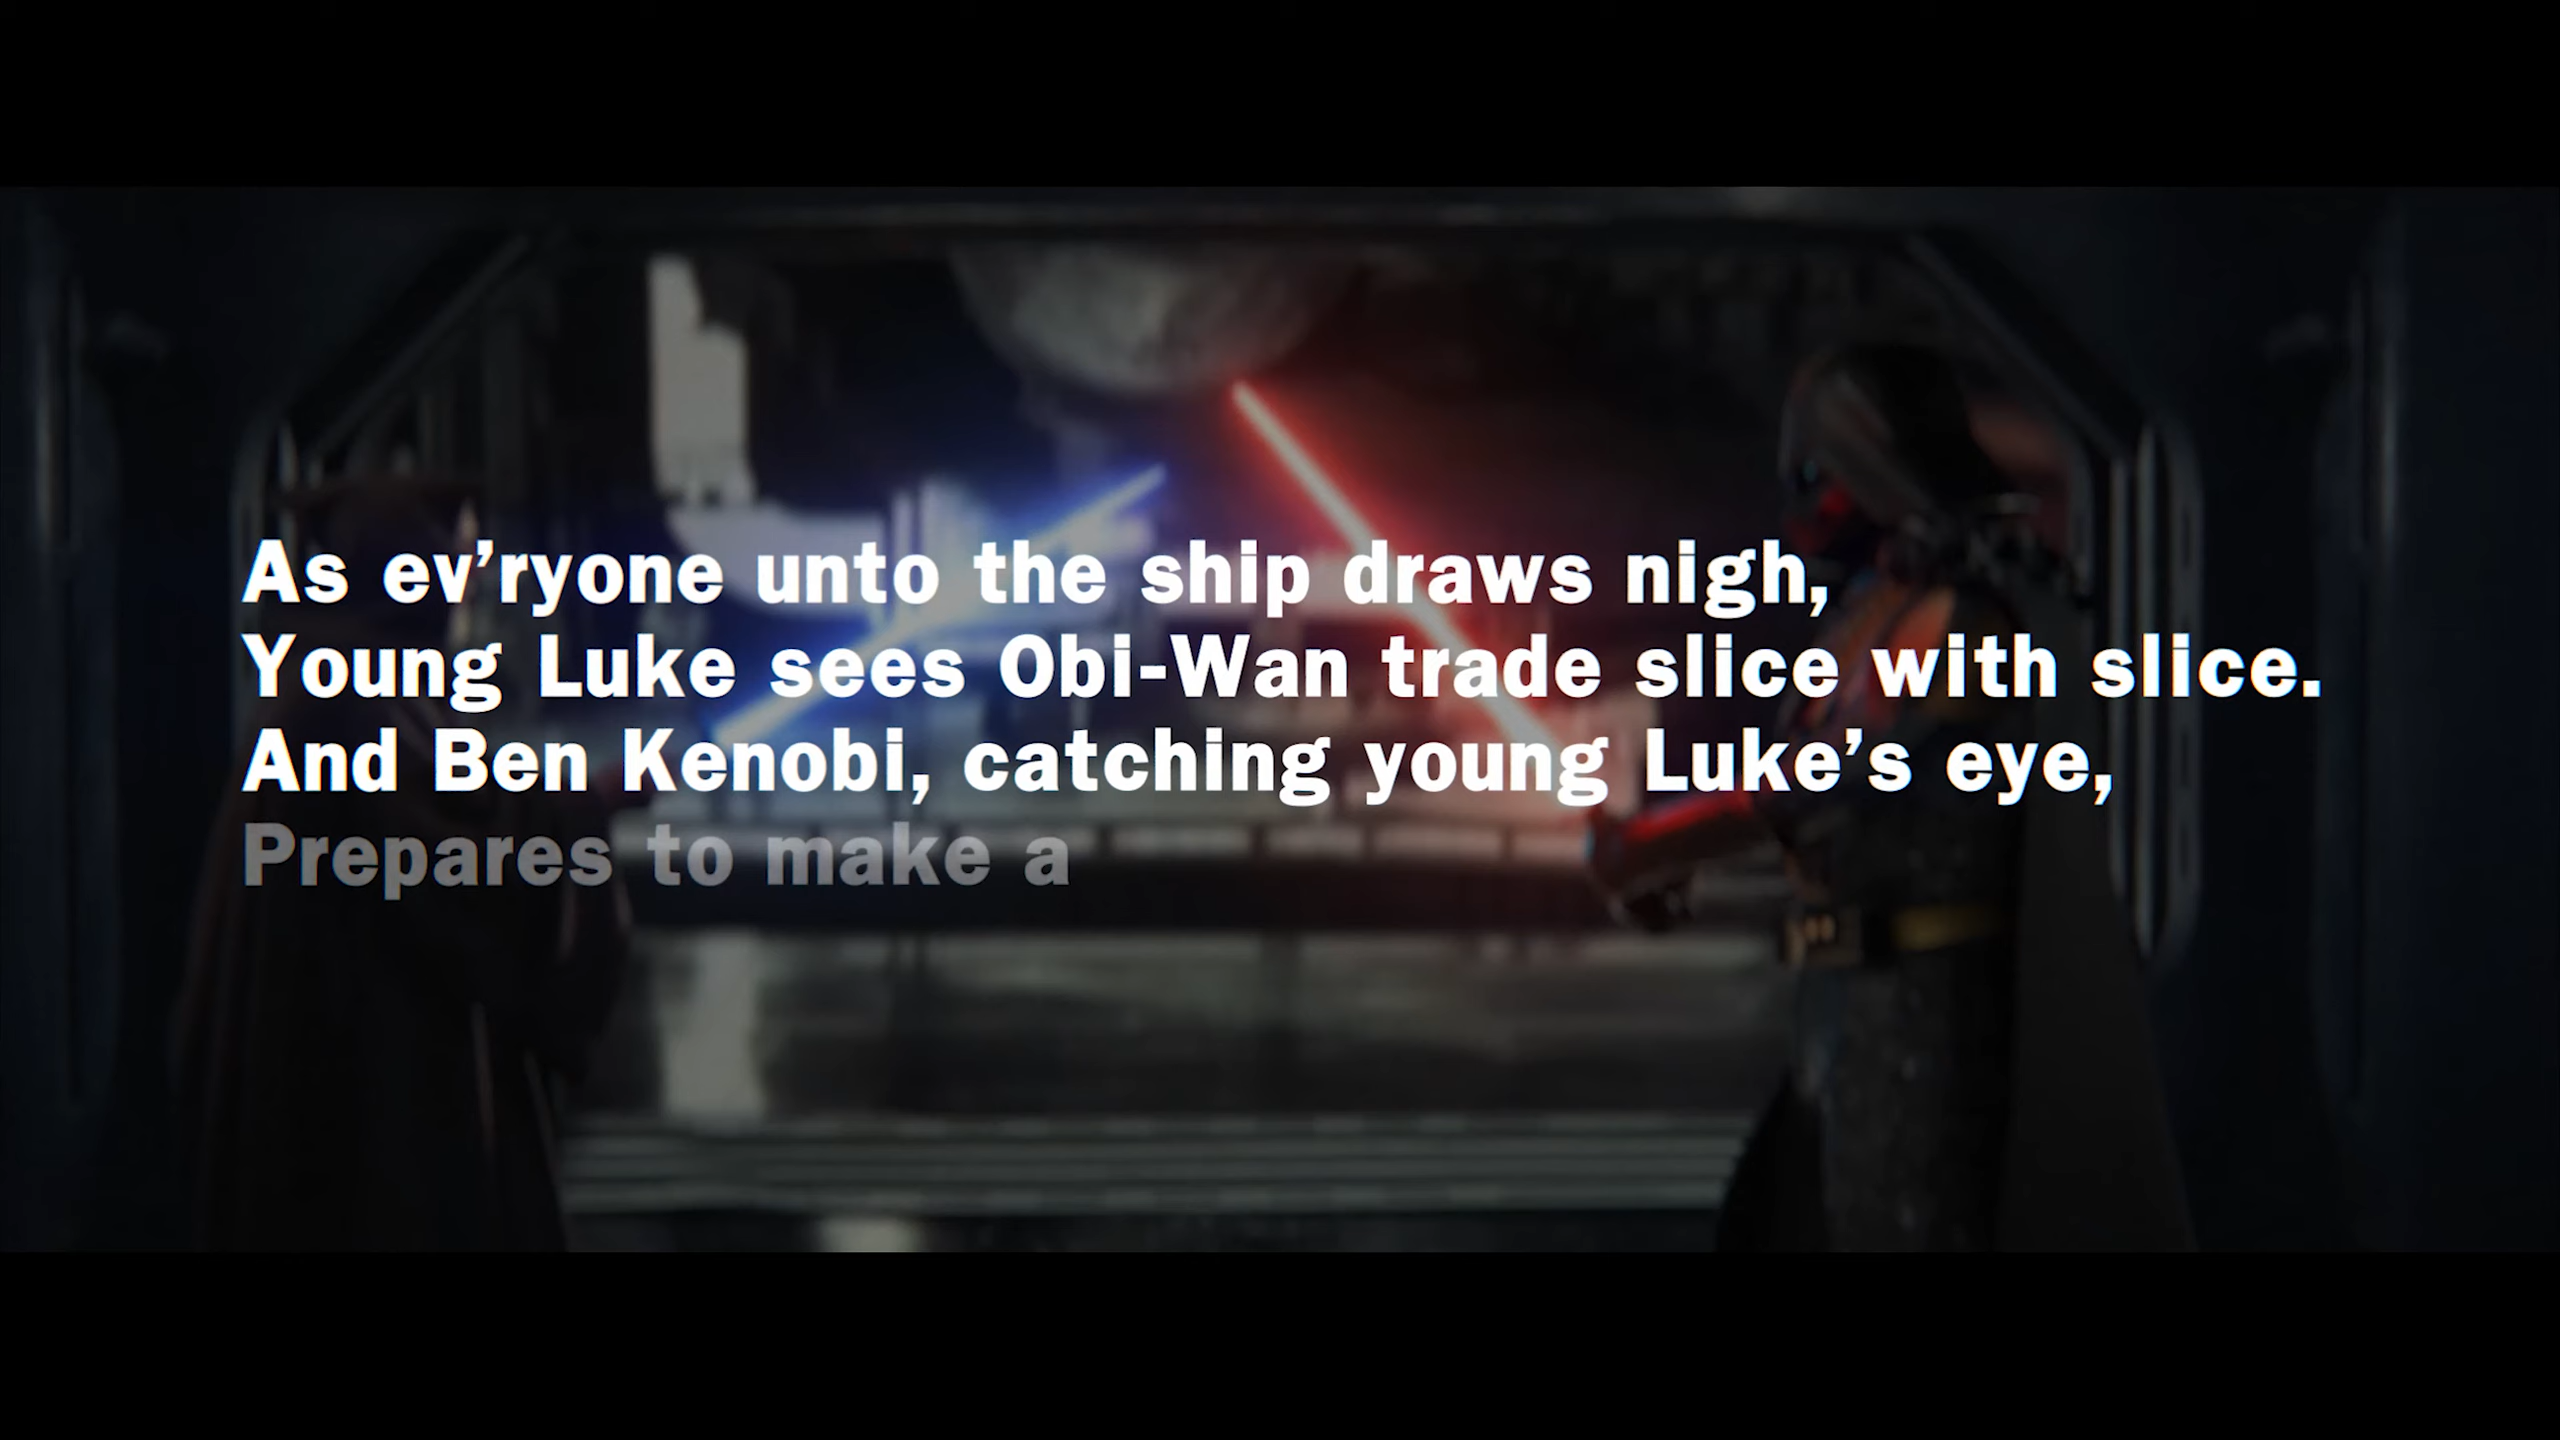 As ev’ryone unto the ship draws nigh,
Young Luke sees Obi-Wan trade slice with slice.
And Ben Kenobi, catching young Luke’s eye,
Prepares to make a